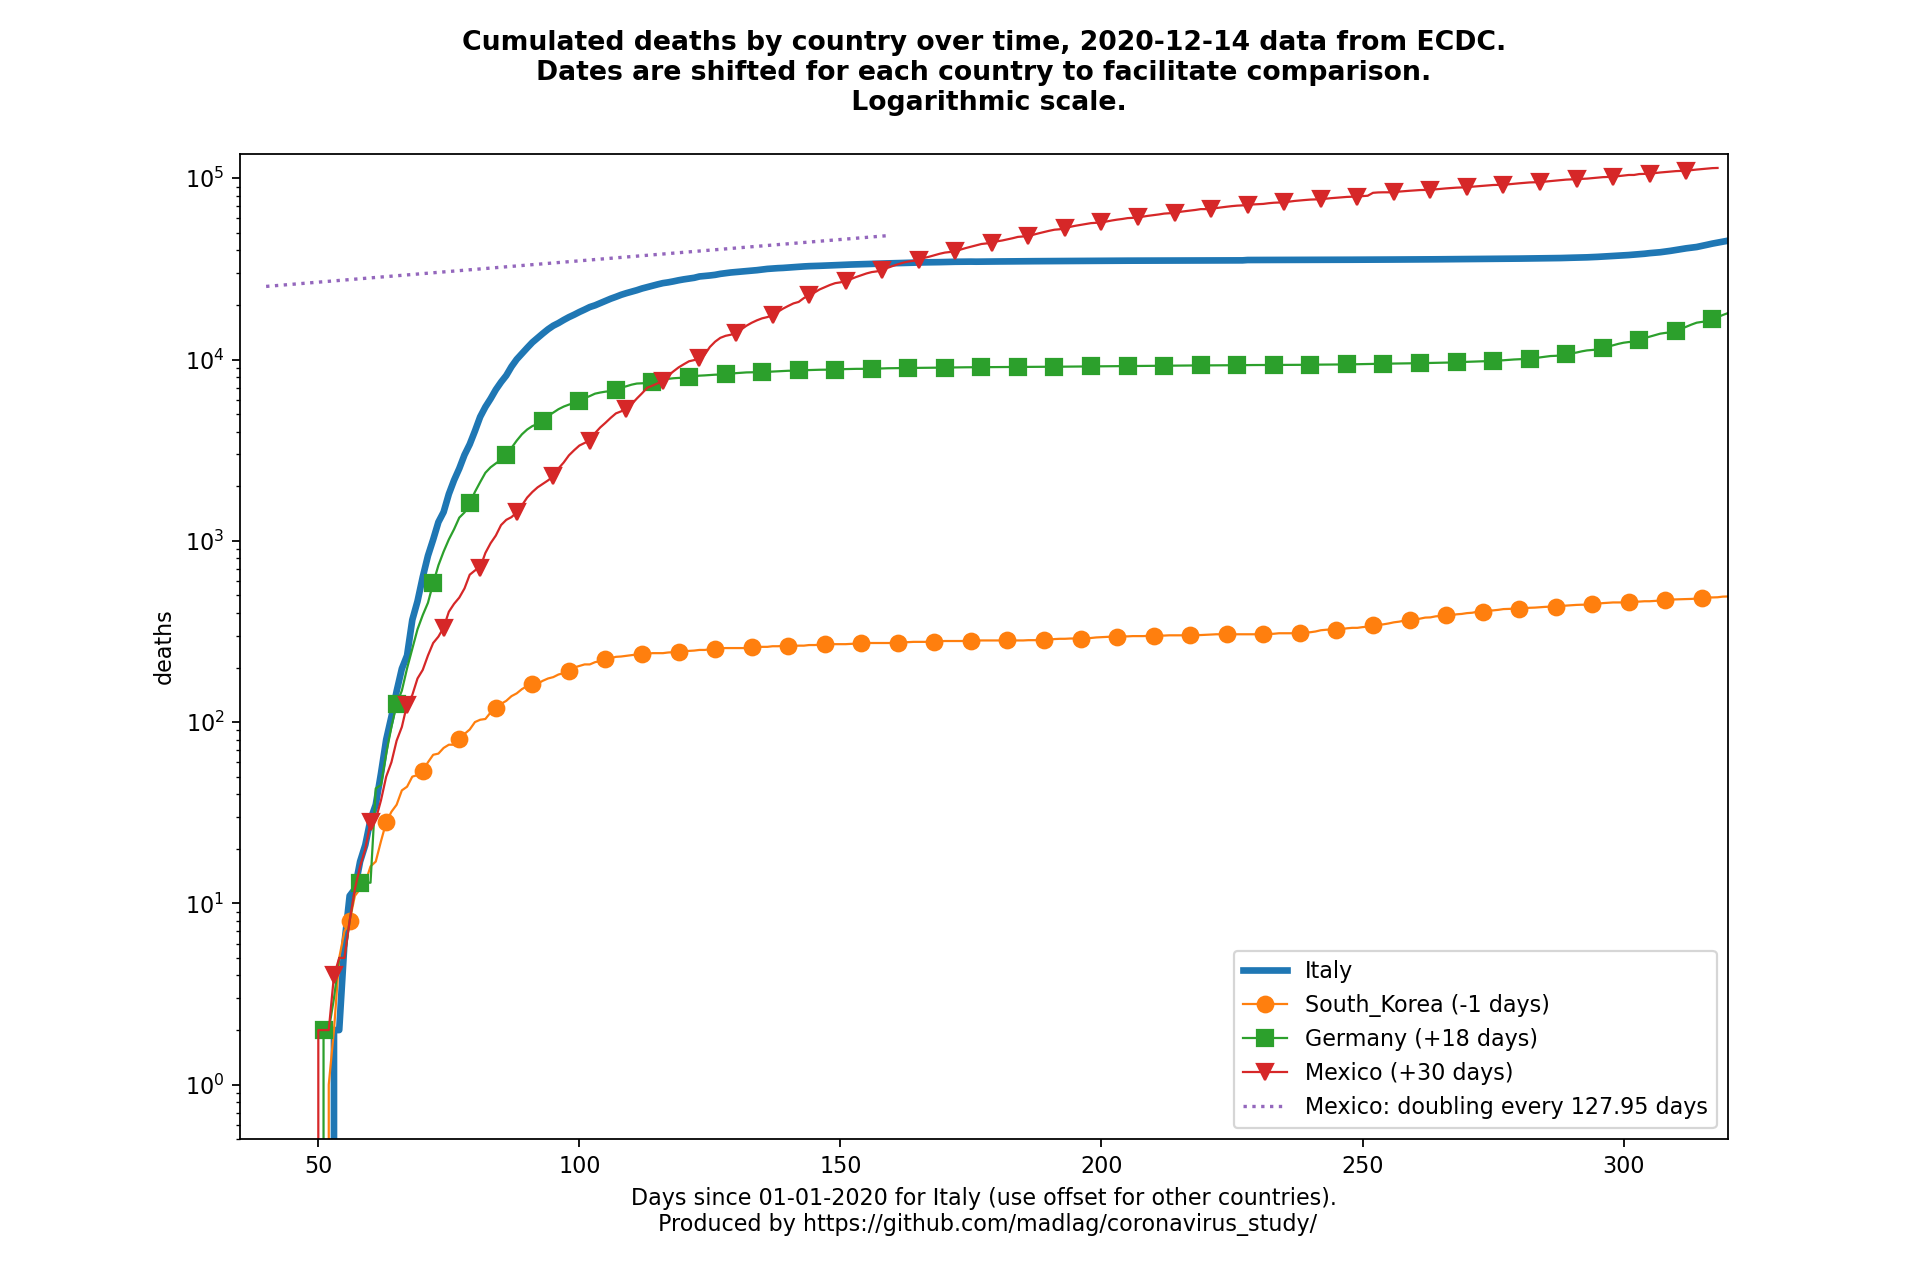 Cumulated deaths by country over time, 2020-12-14 data from ECDC.
Dates are shifted for each country to facilitate comparison.
Logarithmic scale.
10^5
10^4
10^3
10^2
10^1
10^0
deaths
Italy
South_Korea (-1 days)
Germany (+18 days)
Mexico (+30 days)
Mexico: doubling every 127.95 days
50 100 150 200 250 300
Days since 01-01-2020 for Italy (use offset for other countries).
Produced by https://github.com/madlag/coronavirus_study/